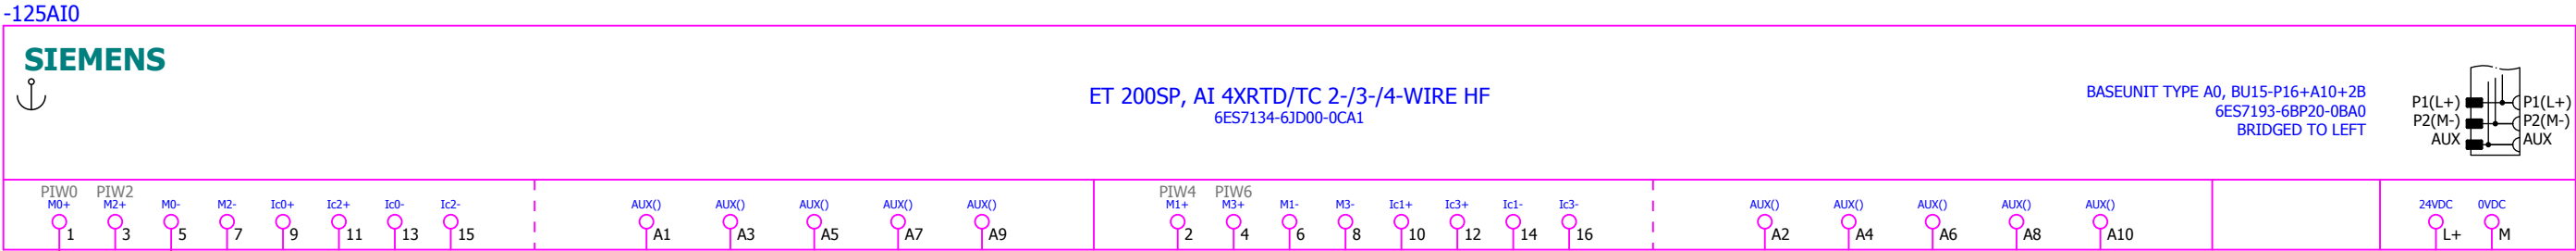 -125AI0
SIEMENS
ET 200SP, AI 4XRTD/TC 2-/3-/4-WIRE HF
6ES7134-6JD00-0CA1
BASEUNIT TYPE A0, BU15-P16+A10+2B
6ES7193-6BP20-0BA0
BRIDGED TO LEFT
P1(L+) P1(L+)
P2(M-) P2(M-)
AUX AUX
PIW0 PIW2 PIW4 PIW6
M0+ M2+ M0- M2- Ic0+ Ic2+ Ic0- Ic2- AUX() AUX() AUX() AUX() AUX() M1+ M3+ M1- M3- Ic1+ Ic3+ Ic1- Ic3- AUX() AUX() AUX() AUX() AUX() 24VDC 0VDC
1 3 5 7 9 11 13 15 A1 A3 A5 A7 A9 2 4 6 8 10 12 14 16 A2 A4 A6 A8 A10 L+ M